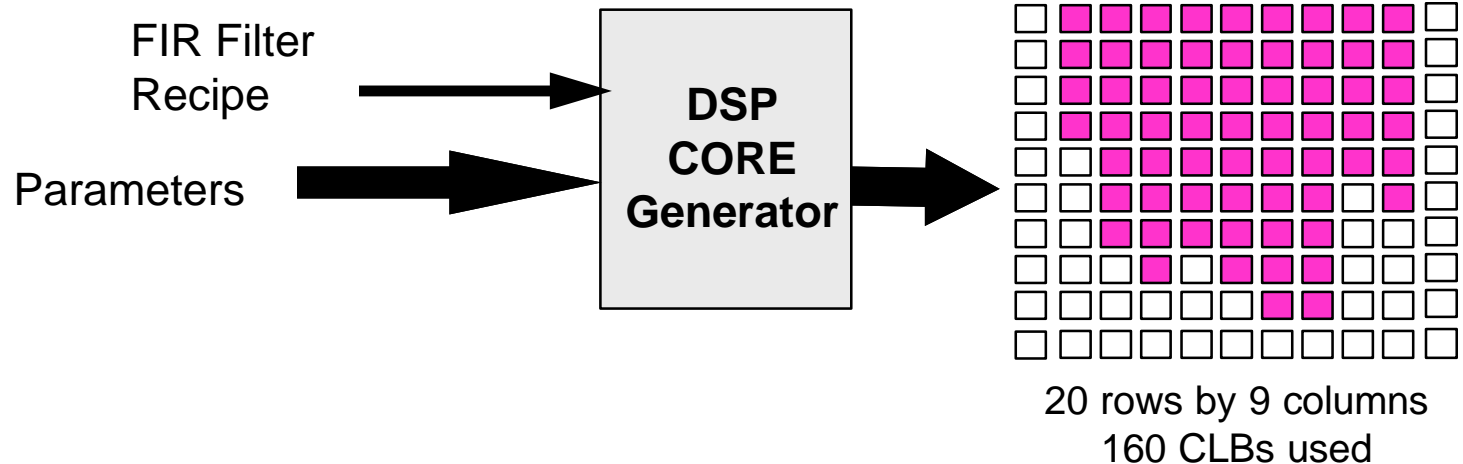 FIR Filter
Recipe
Parameters
DSP
CORE
Generator
20 rows by 9 columns
160 CLBs used